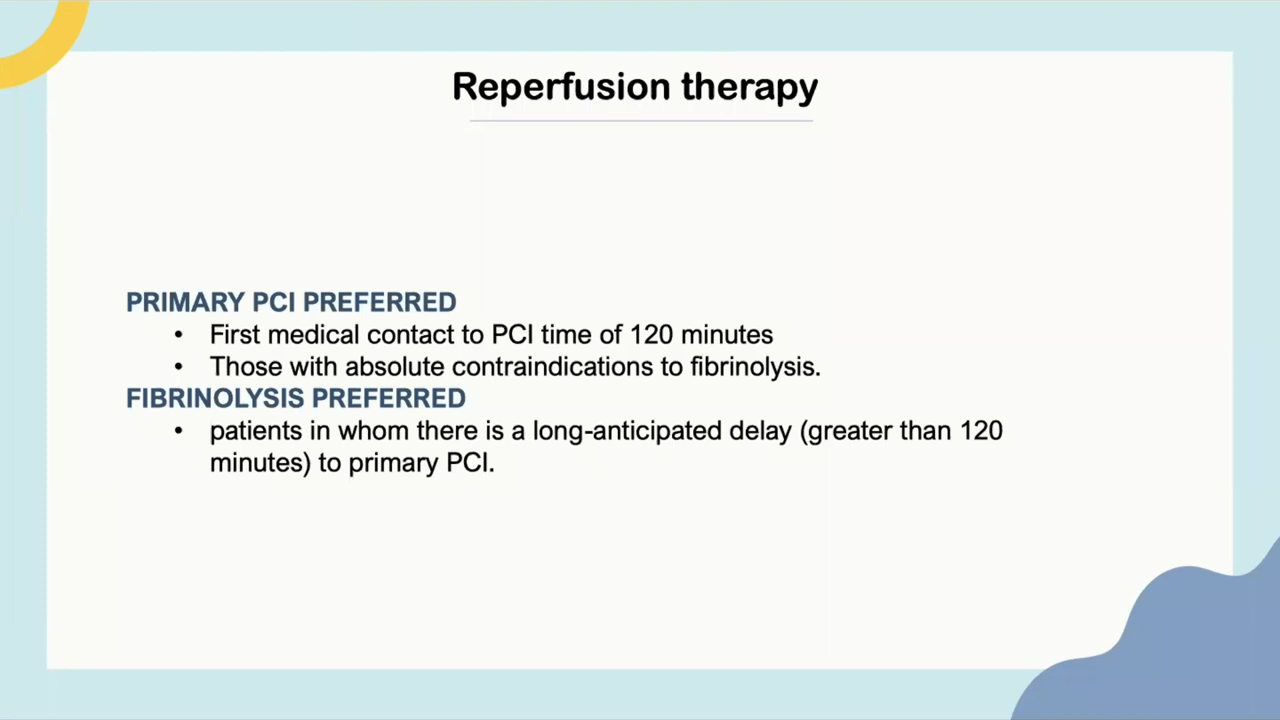 Reperfusion therapy
PRIMARY PCI PREFERRED
• First medical contact to PCI time of 120 minutes
• Those with absolute contraindications to fibrinolysis.
FIBRINOLYSIS PREFERRED
• patients in whom there is a long-anticipated delay (greater than 120
minutes) to primary PCI.